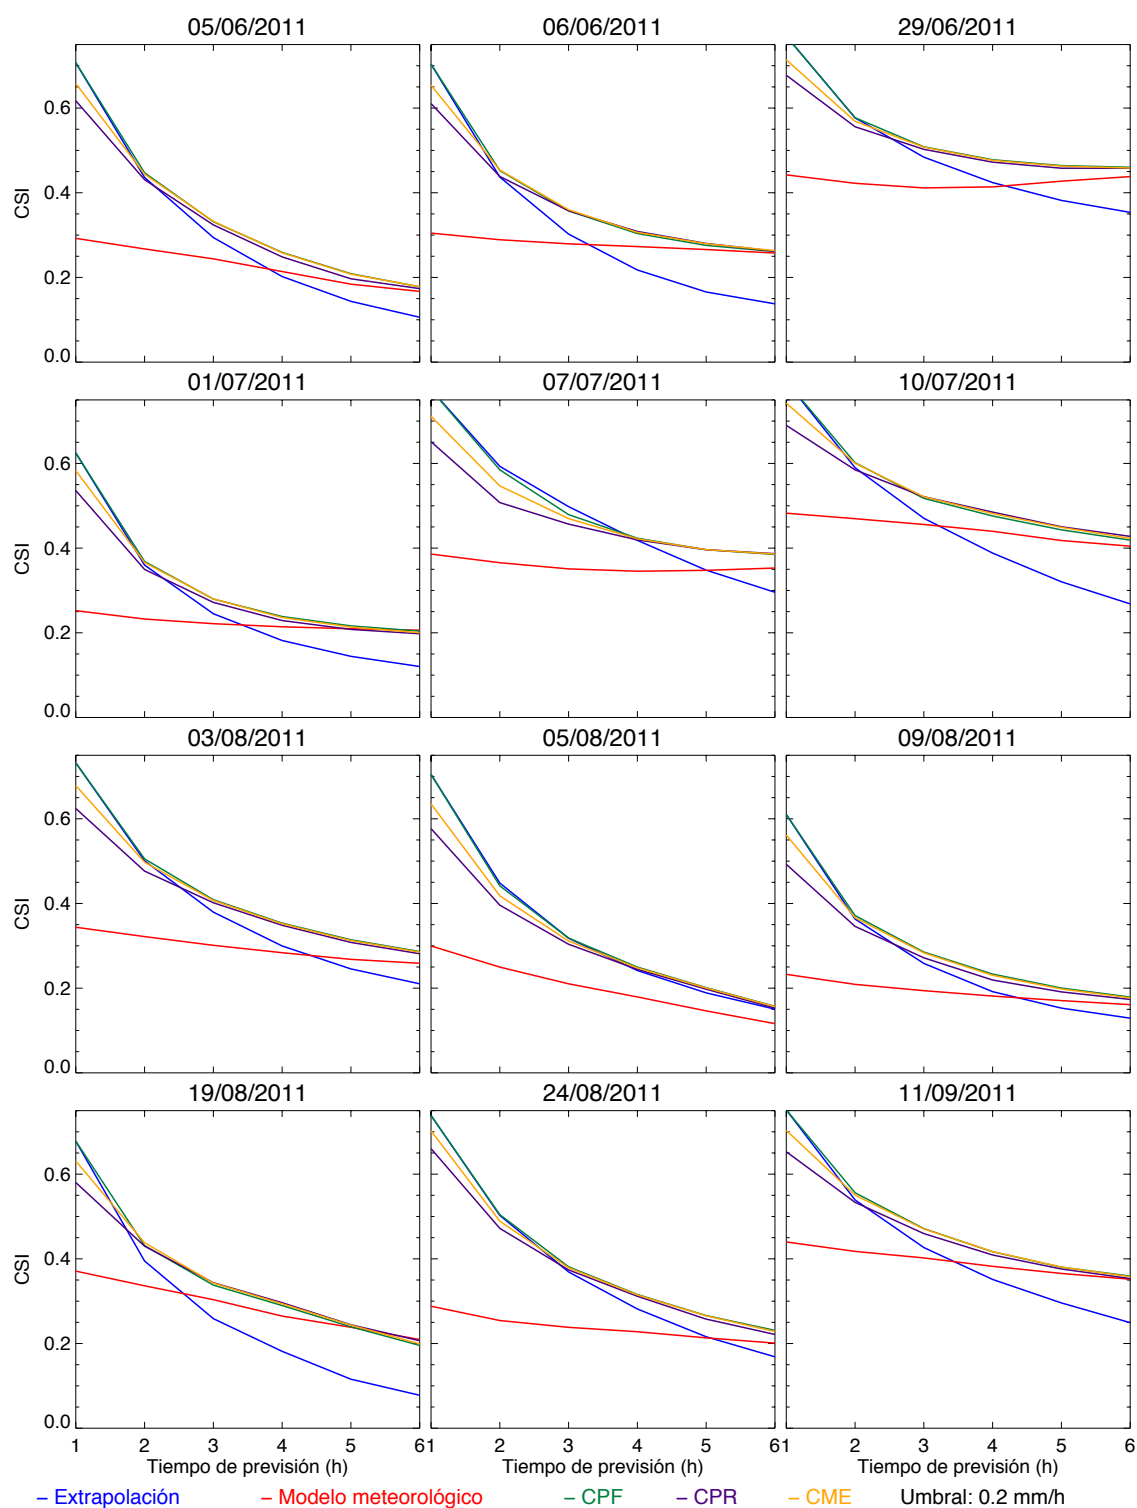 05/06/2011 06/06/2011 29/06/2011
0.6
0.4
CSI
0.2
0.0
01/07/2011 07/07/2011 10/07/2011
0.6
0.4
CSI
0.2
0.0
03/08/2011 05/08/2011 09/08/2011
0.6
0.4
CSI
0.2
0.0
19/08/2011 24/08/2011 11/09/2011
0.6
0.4
CSI
0.2
0.0
1 2 3 4 5 61 2 3 4 5 61 2 3 4 5 6
Tiempo de previsión (h) Tiempo de previsión (h) Tiempo de previsión (h)
– Extrapolación – Modelo meteorológico – CPF – CPR – CME Umbral: 0.2 mm/h